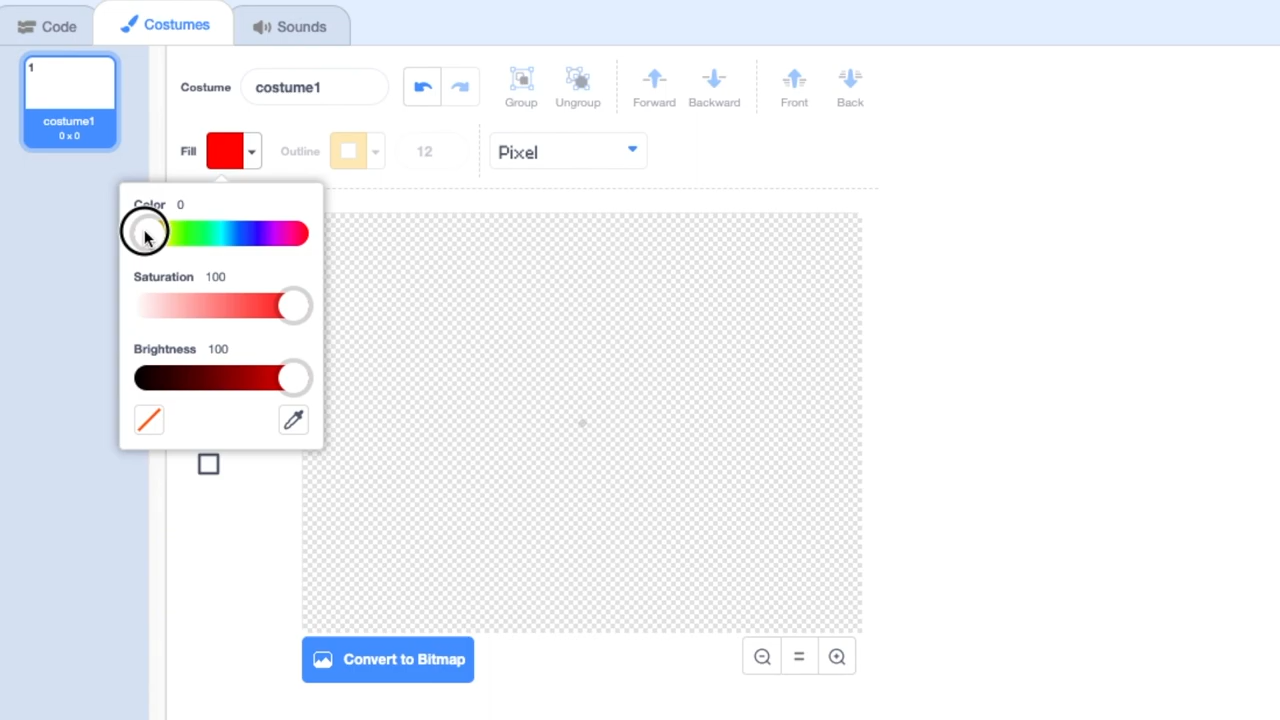 Code
Costumes
Sounds
1
costume1
0 x 0
Costume
costume1
Group
Ungroup
Forward
Backward
Front
Back
Fill
Outline
12
Pixel
Color 0
Saturation 100
Brightness 100
Convert to Bitmap